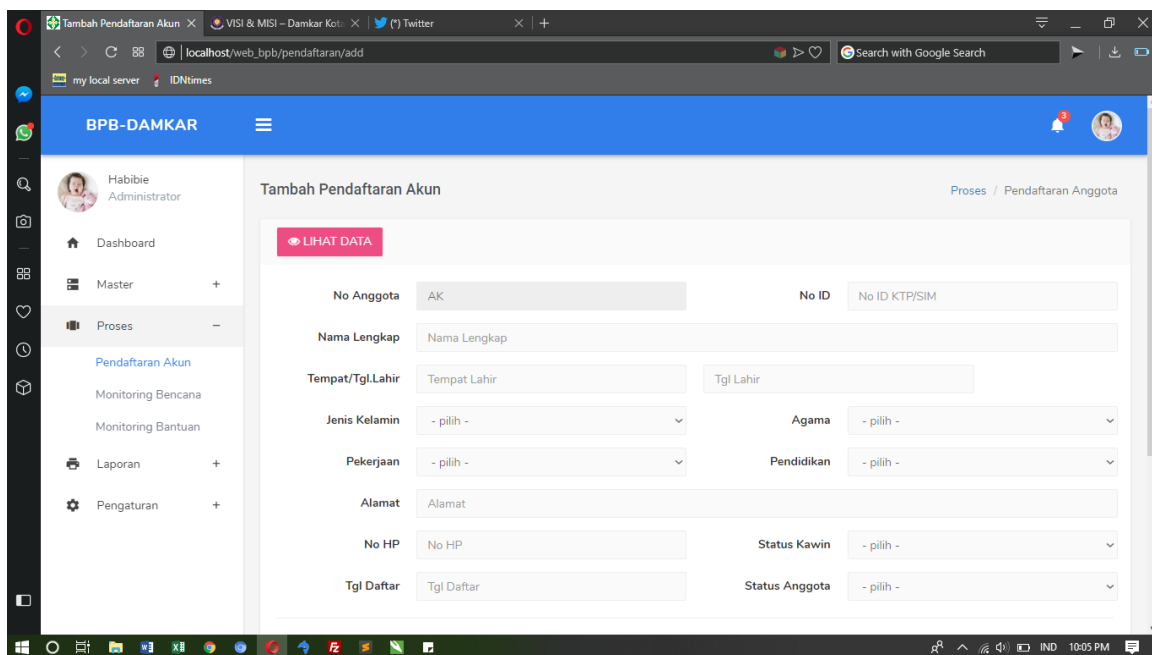 Tambah Pendaftaran Akun
VISI & MISI – Damkar Kota
(*) Twitter
localhost/web_bpb/pendaftaran/add
Search with Google Search
my local server
IDNtimes
BPB-DAMKAR
3
Habibie
Administrator
Tambah Pendaftaran Akun
Proses / Pendaftaran Anggota
Dashboard
LIHAT DATA
Master +
No Anggota AK No ID No ID KTP/SIM
Proses −
Nama Lengkap Nama Lengkap
Pendaftaran Akun
Tempat/Tgl.Lahir Tempat Lahir Tgl Lahir
Monitoring Bencana
Jenis Kelamin - pilih - Agama - pilih -
Monitoring Bantuan
Pekerjaan - pilih - Pendidikan - pilih -
Laporan +
Alamat Alamat
Pengaturan +
No HP No HP Status Kawin - pilih -
Tgl Daftar Tgl Daftar Status Anggota - pilih -
IND 10:05 PM